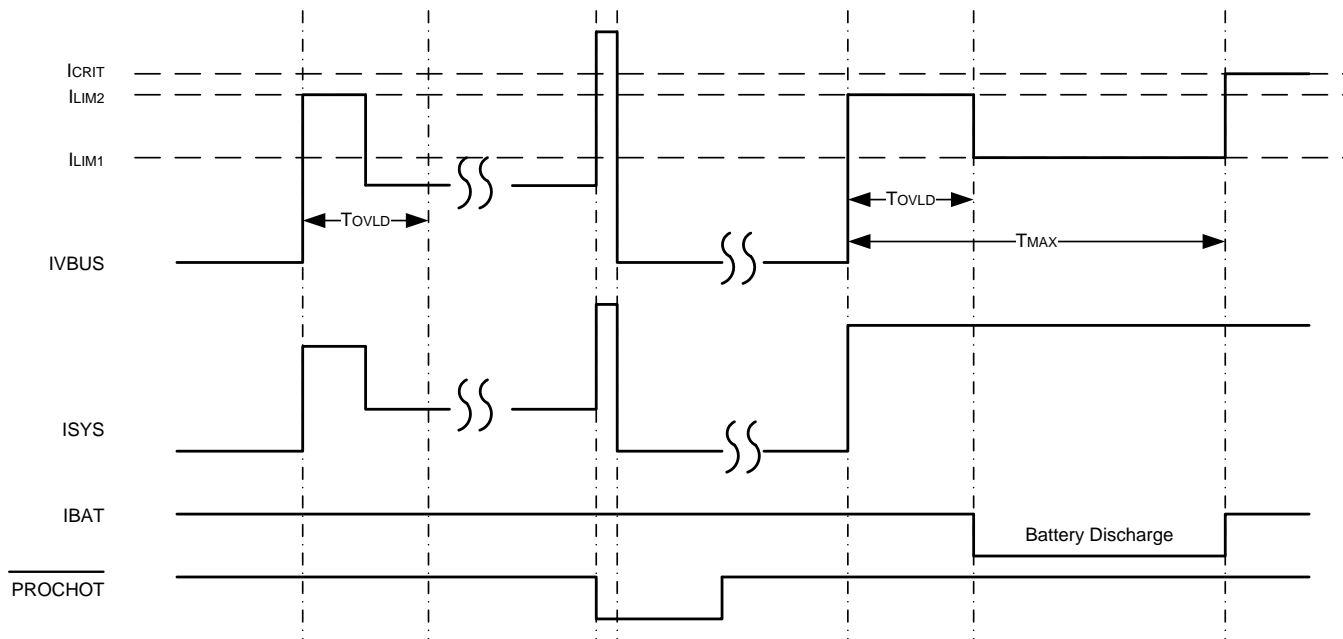 ICRIT
ILIM2
ILIM1
TOVLD
TOVLD
TMAX
IVBUS
ISYS
IBAT
Battery Discharge
PROCHOT